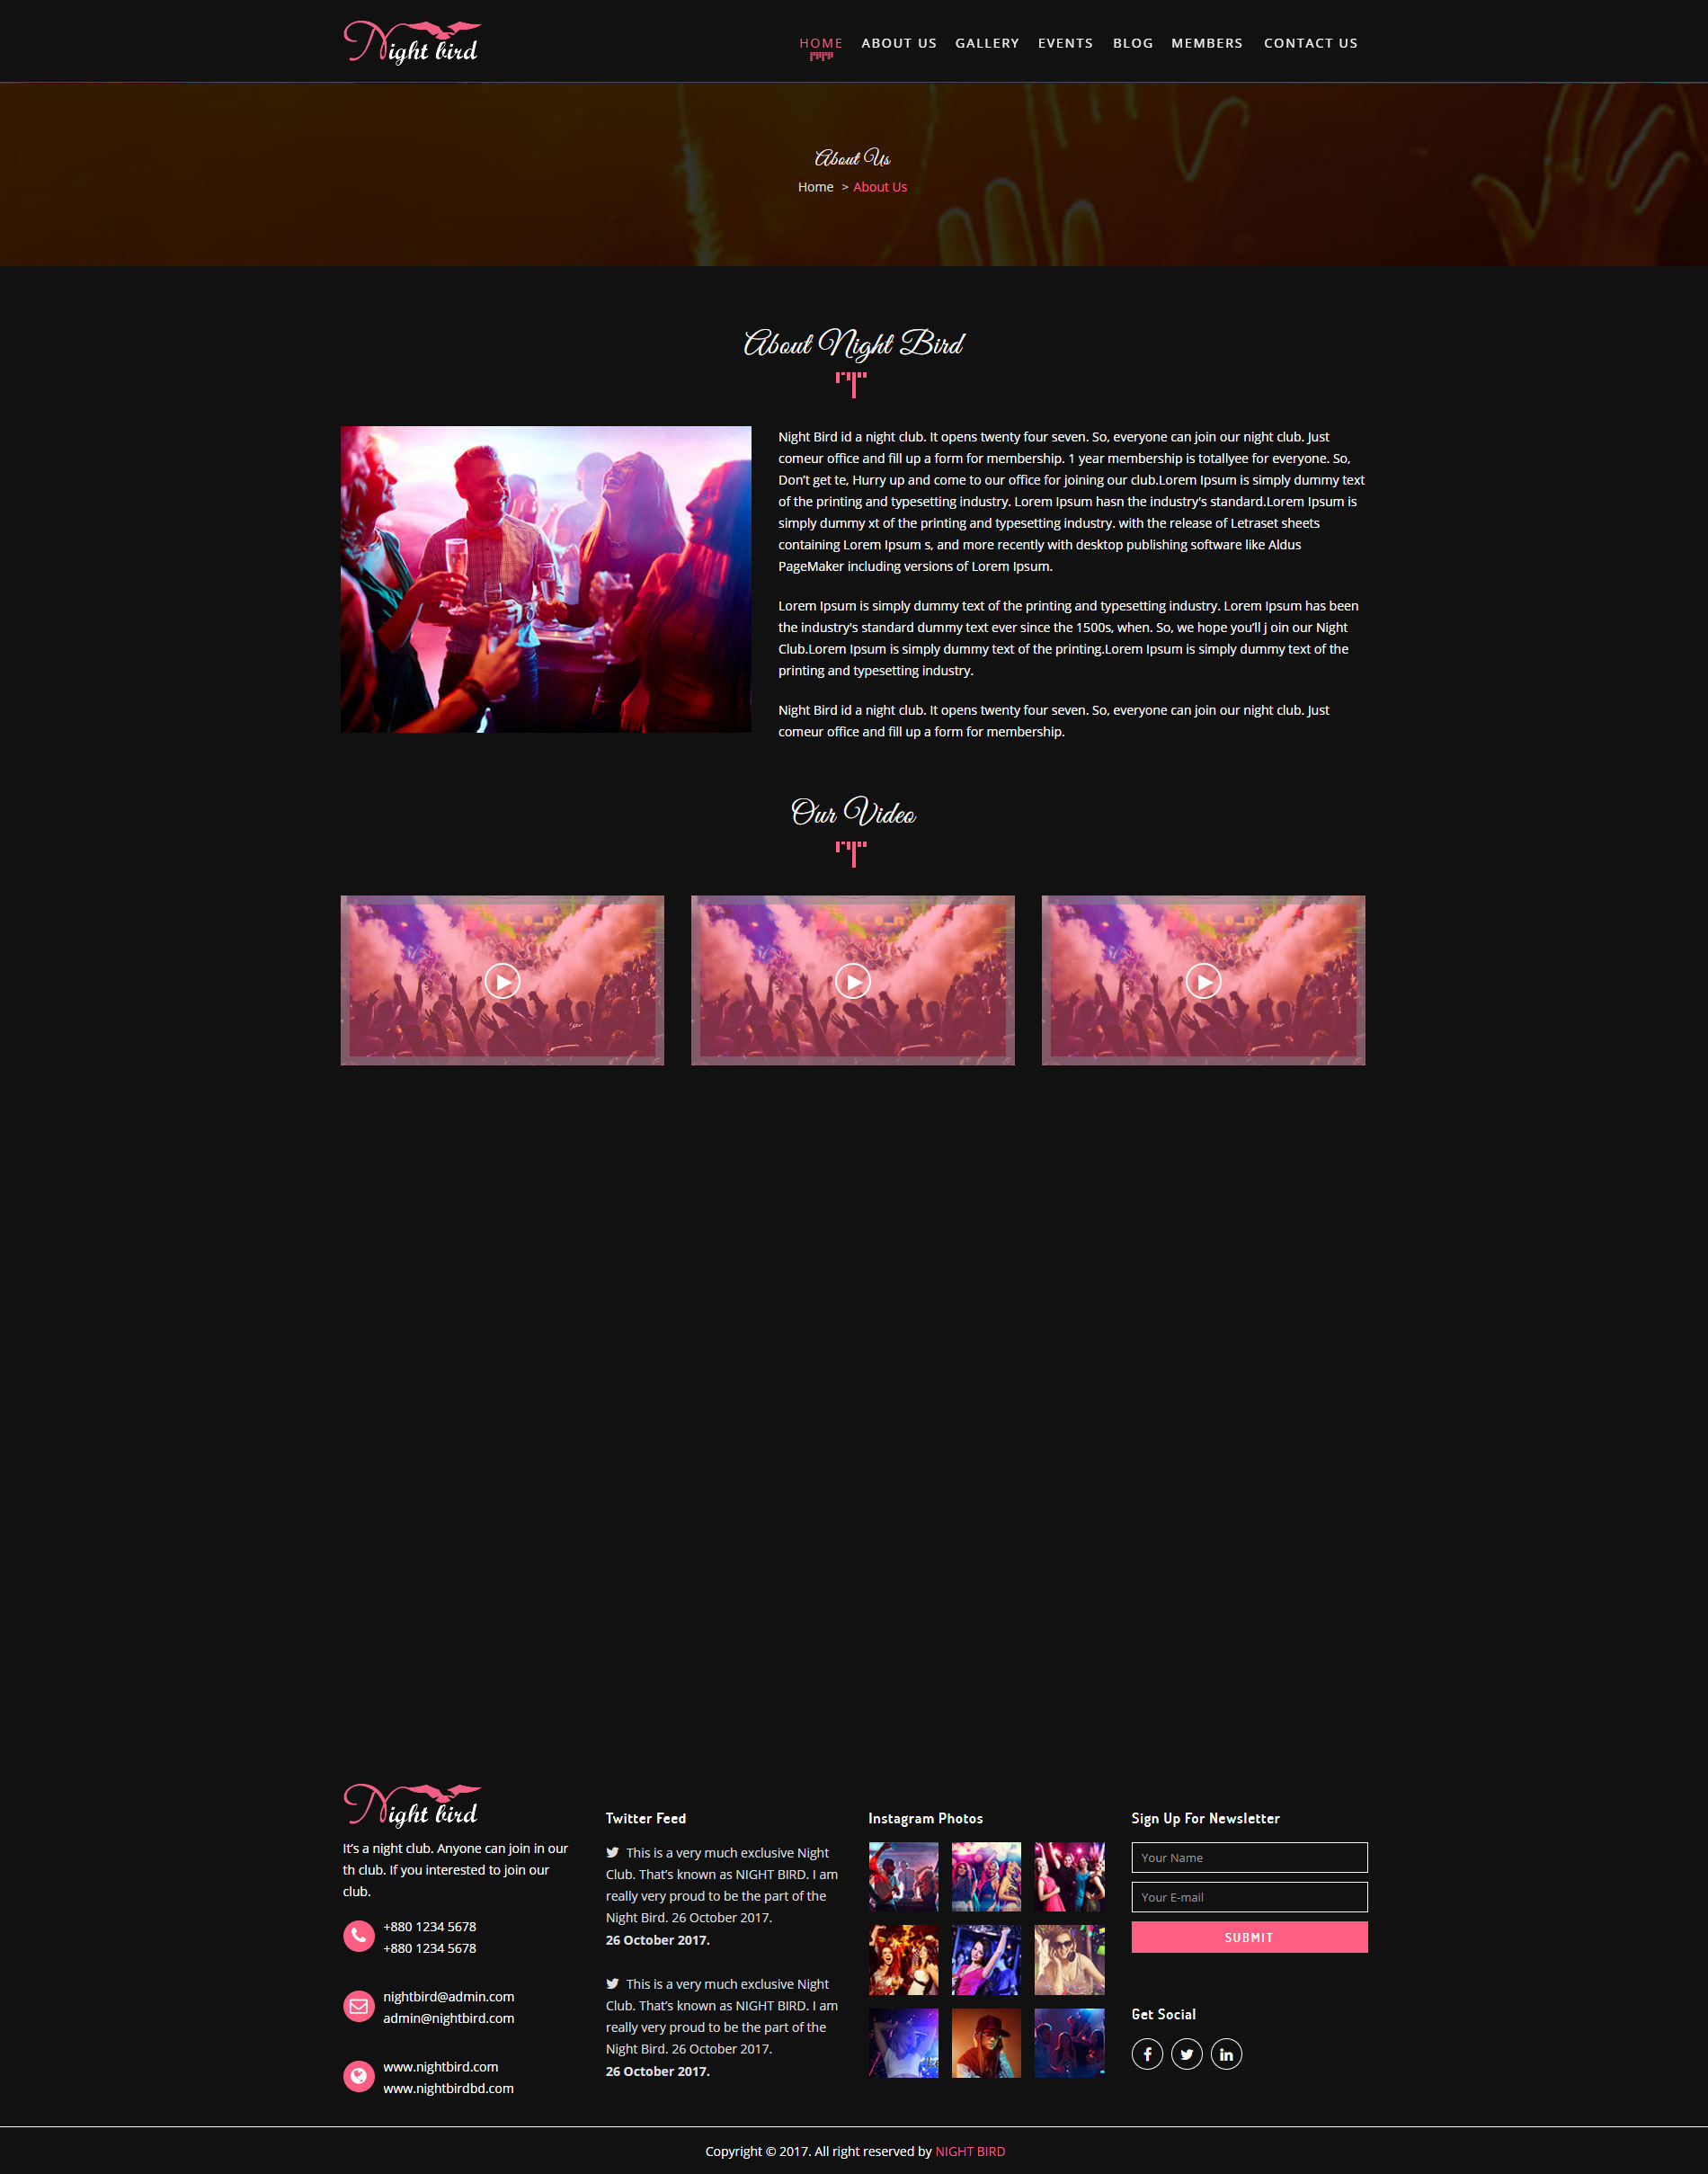 Night bird
HOME
ABOUT US
GALLERY
EVENTS
BLOG
MEMBERS
CONTACT US
About Us
Home > About Us
About Night Bird
Night Bird id a night club. It opens twenty four seven. So, everyone can join our night club. Just
comeur office and fill up a form for membership. 1 year membership is totallyee for everyone. So,
Don’t get te, Hurry up and come to our office for joining our club.Lorem Ipsum is simply dummy text
of the printing and typesetting industry. Lorem Ipsum hasn the industry's standard.Lorem Ipsum is
simply dummy xt of the printing and typesetting industry. with the release of Letraset sheets
containing Lorem Ipsum s, and more recently with desktop publishing software like Aldus
PageMaker including versions of Lorem Ipsum.
Lorem Ipsum is simply dummy text of the printing and typesetting industry. Lorem Ipsum has been
the industry's standard dummy text ever since the 1500s, when. So, we hope you’ll j oin our Night
Club.Lorem Ipsum is simply dummy text of the printing.Lorem Ipsum is simply dummy text of the
printing and typesetting industry.
Night Bird id a night club. It opens twenty four seven. So, everyone can join our night club. Just
comeur office and fill up a form for membership.
Our Video
Night bird
It’s a night club. Anyone can join in our
th club. If you interested to join our
club.
+880 1234 5678
+880 1234 5678
nightbird@admin.com
admin@nightbird.com
www.nightbird.com
www.nightbirdbd.com
Twitter Feed
This is a very much exclusive Night
Club. That’s known as NIGHT BIRD. I am
really very proud to be the part of the
Night Bird. 26 October 2017.
26 October 2017.
This is a very much exclusive Night
Club. That’s known as NIGHT BIRD. I am
really very proud to be the part of the
Night Bird. 26 October 2017.
26 October 2017.
Instagram Photos
Sign Up For Newsletter
Your Name
Your E-mail
SUBMIT
Get Social
Copyright © 2017. All right reserved by NIGHT BIRD